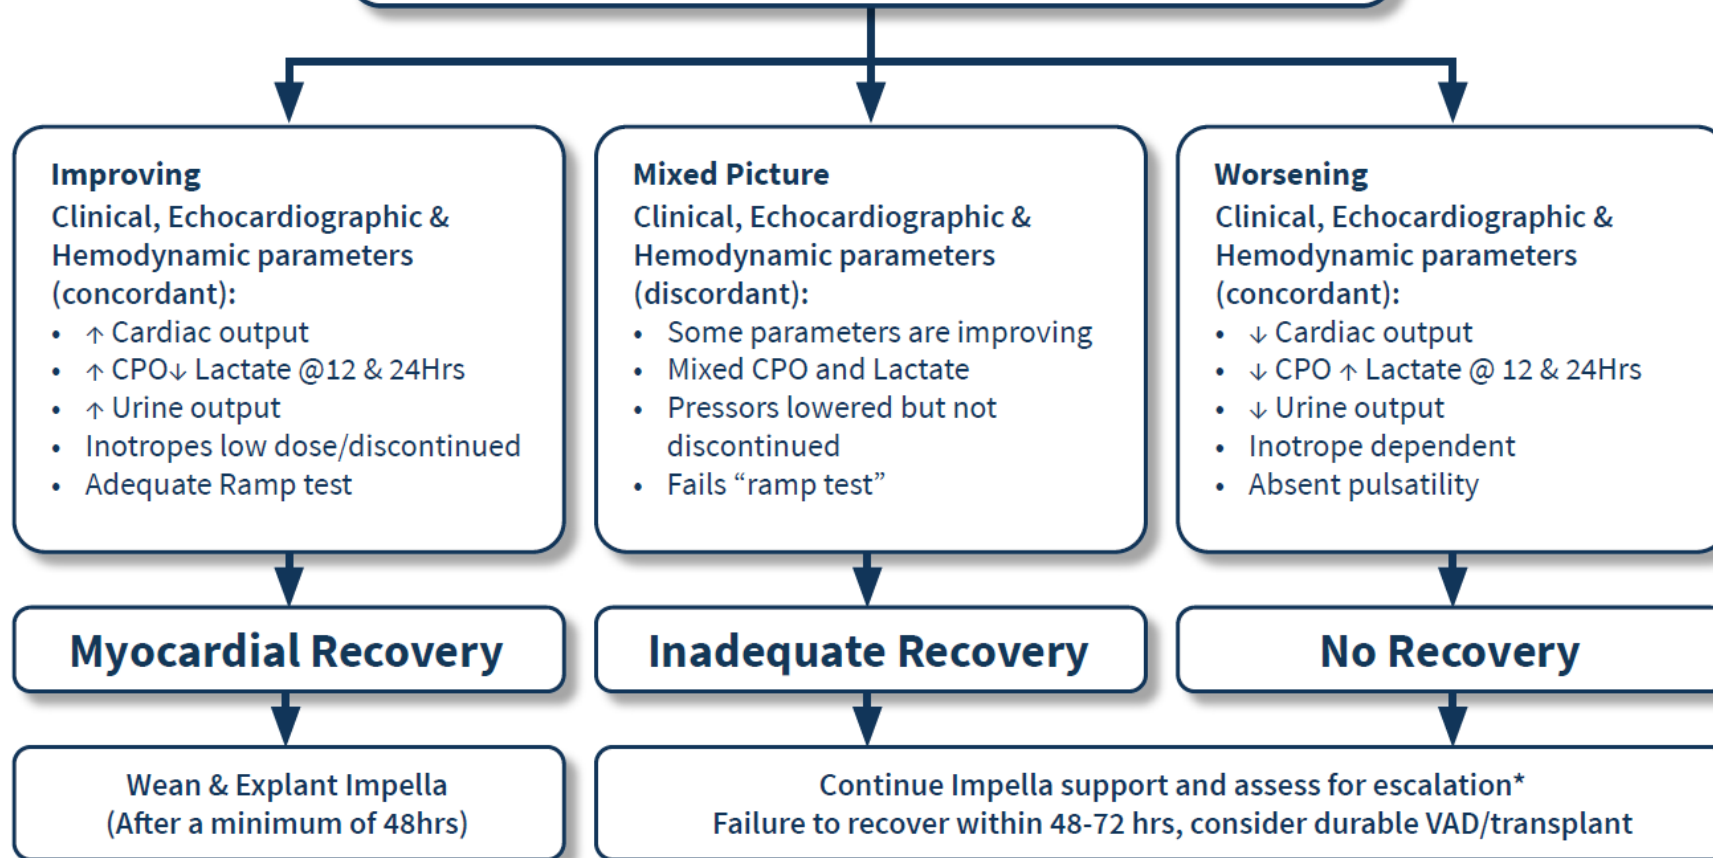 Improving
Clinical, Echocardiographic &
Hemodynamic parameters
(concordant):
• ↑ Cardiac output
• ↑ CPO↓ Lactate @12 & 24Hrs
• ↑ Urine output
• Inotropes low dose/discontinued
• Adequate Ramp test
Mixed Picture
Clinical, Echocardiographic &
Hemodynamic parameters
(discordant):
• Some parameters are improving
• Mixed CPO and Lactate
• Pressors lowered but not
discontinued
• Fails “ramp test”
Worsening
Clinical, Echocardiographic &
Hemodynamic parameters
(concordant):
• ↓ Cardiac output
• ↓ CPO ↑ Lactate @ 12 & 24Hrs
• ↓ Urine output
• Inotrope dependent
• Absent pulsatility
Myocardial Recovery
Inadequate Recovery
No Recovery
Wean & Explant Impella
(After a minimum of 48hrs)
Continue Impella support and assess for escalation*
Failure to recover within 48-72 hrs, consider durable VAD/transplant